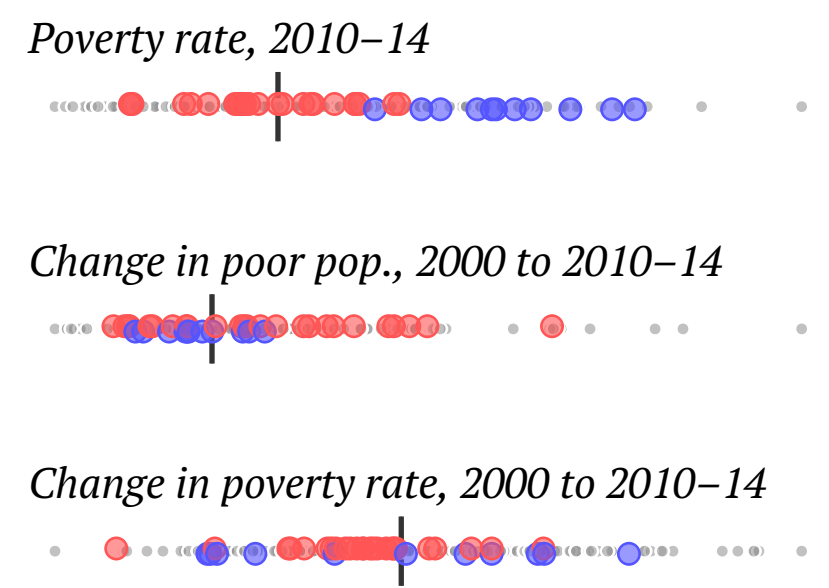 Poverty rate, 2010–14
Change in poor pop., 2000 to 2010–14
Change in poverty rate, 2000 to 2010–14